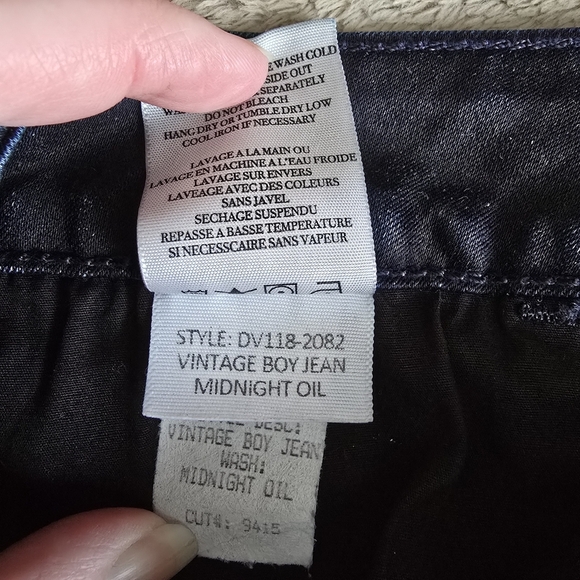 WASH COLD
SIDE OUT
SEPARATELY
DO NOT BLEACH
HANG DRY OR TUMBLE DRY LOW
COOL IRON IF NECESSARY
LAVAGE A LA MAIN OU
LAVAGE EN MACHINE A L'EAU FROIDE
LAVAGE SUR ENVERS
LAVEAGE AVEC DES COLEURS
SANS JAVEL
SECHAGE SUSPENDU
REPASSE A BASSE TEMPERATURE
SI NECESSCAIRE SANS VAPEUR
STYLE: DV118-2082
VINTAGE BOY JEAN
MIDNIGHT OIL
DESC:
VINTAGE BOY JEAN
WASH:
MIDNIGHT OIL
CUT#: 9415